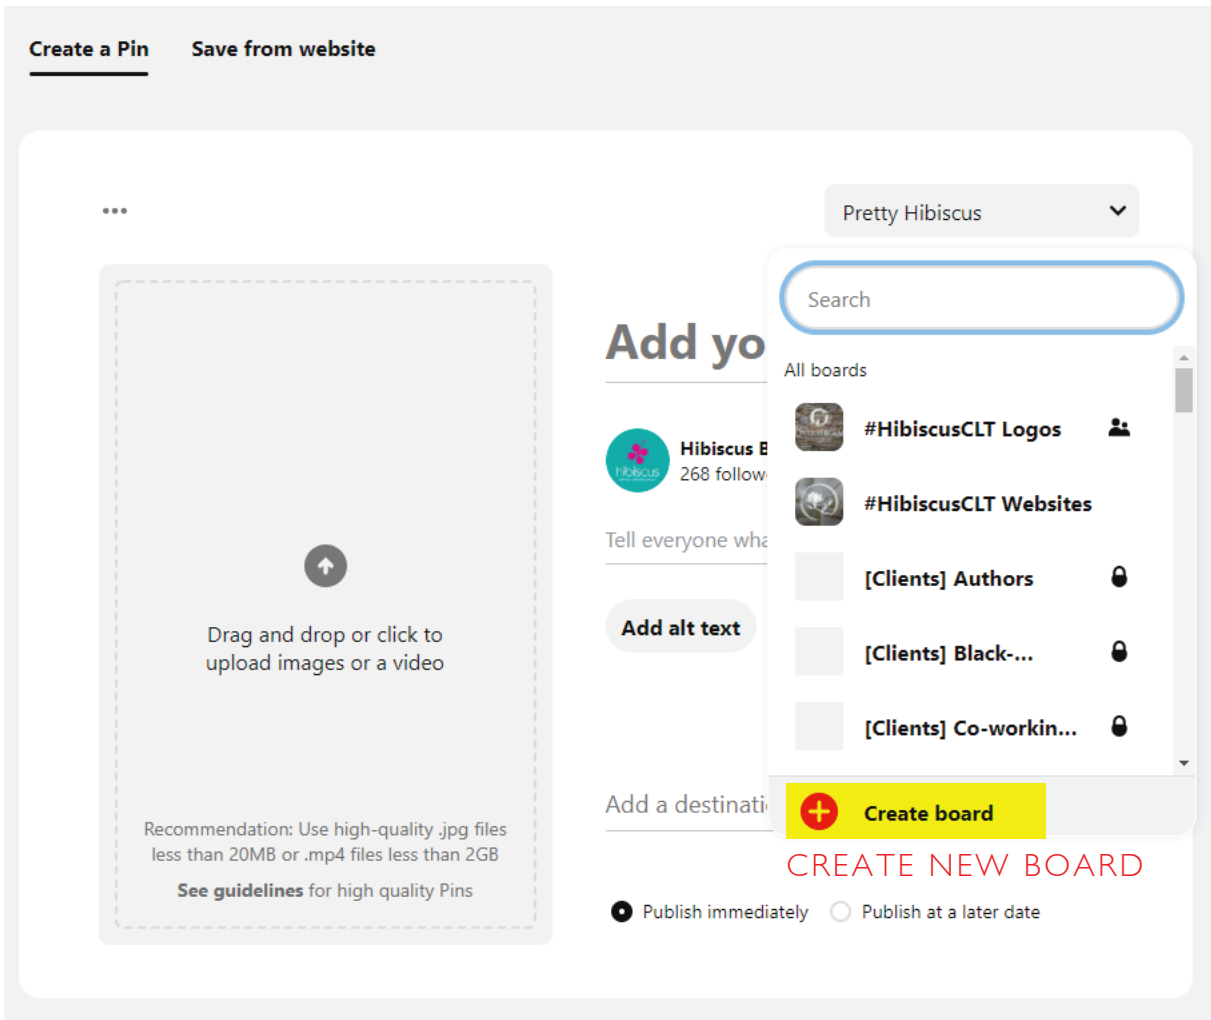 Create a Pin
Save from website
Pretty Hibiscus
Search
All boards
#HibiscusCLT Logos
#HibiscusCLT Websites
[Clients] Authors
[Clients] Black-...
[Clients] Co-workin...
Create board
CREATE NEW BOARD
Add yo
hibiscus
Hibiscus B
268 follow
Tell everyone wha
Add alt text
Add a destinati
Publish immediately
Publish at a later date
Drag and drop or click to
upload images or a video
Recommendation: Use high-quality .jpg files
less than 20MB or .mp4 files less than 2GB
See guidelines for high quality Pins